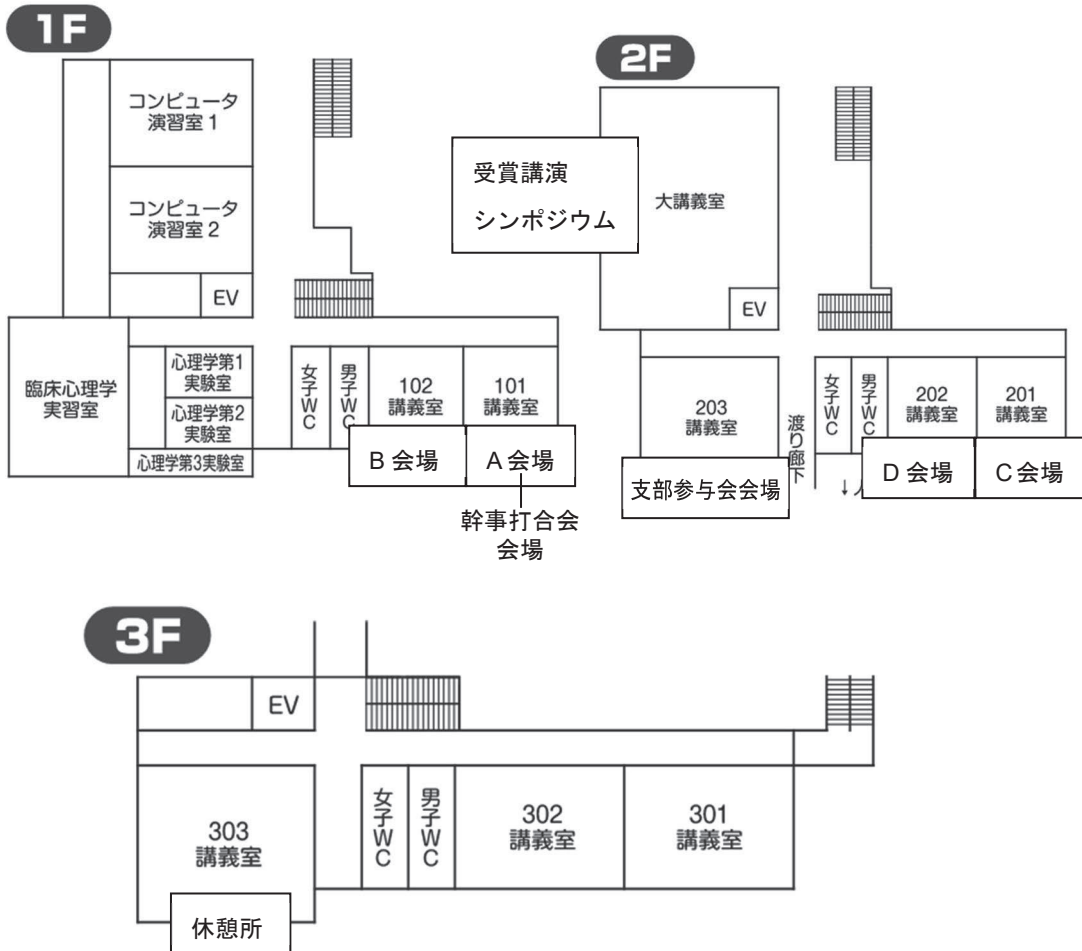 1F
コンピュータ
演習室1
コンピュータ
演習室2
EV
臨床心理学
実習室
心理学第1
実験室
心理学第2
実験室
心理学第3実験室
女子WC
男子WC
102
講義室
101
講義室
B 会場
A 会場
幹事打合会
会場
2F
受賞講演
シンポジウム
大講義室
EV
203
講義室
支部参与会会場
渡り廊下
女子WC
男子WC
202
講義室
201
講義室
↓
D 会場
C 会場
3F
EV
303
講義室
休憩所
女子WC
男子WC
302
講義室
301
講義室